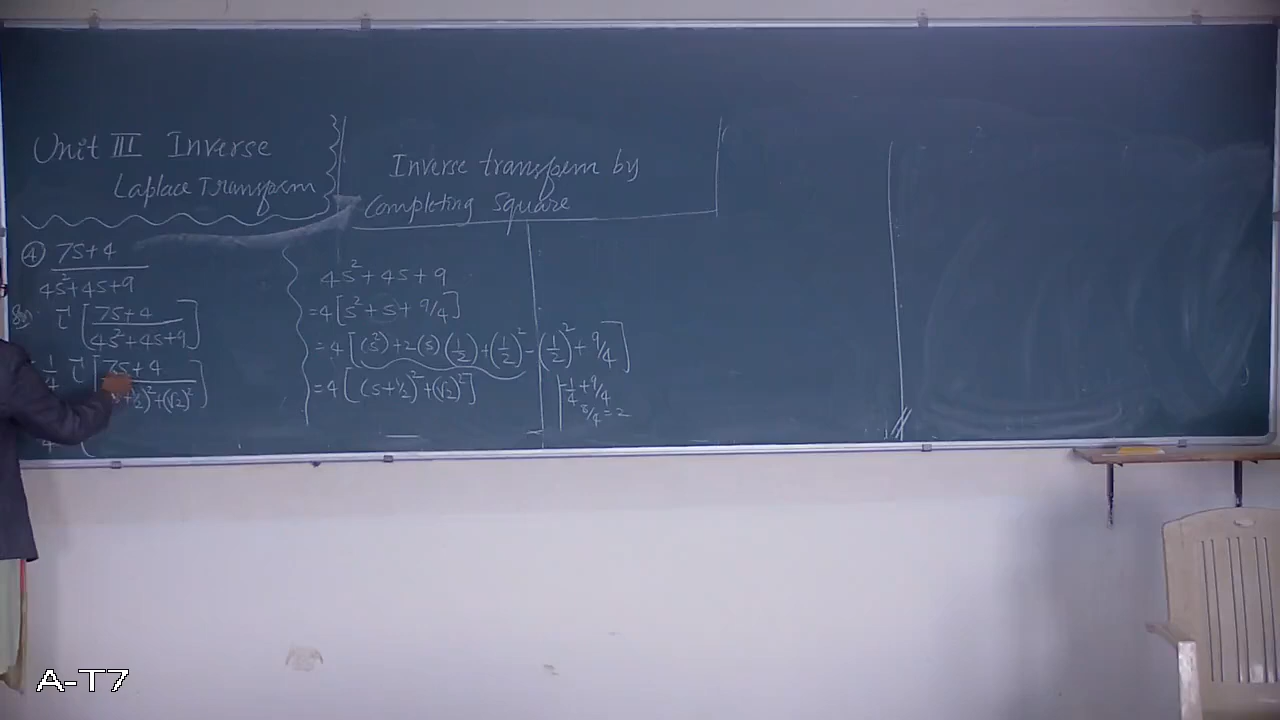 Unit III Inverse
Laplace Transform
Inverse transform by
completing square
④ 7s+4
4s²+4s+9
L⁻¹ [7s+4
4s²+4s+9]
1/4 L⁻¹ [7s+4
+1/2)²+(√2)²]
4 [
4s²+4s+9
=4[s²+s+9/4]
=4[(s²)+2(s)(1/2)+(1/2)²-(1/2)²+9/4]
=4[(s+1/2)²+(√2)²]
-1/4+9/4
8/4=2
A-T7